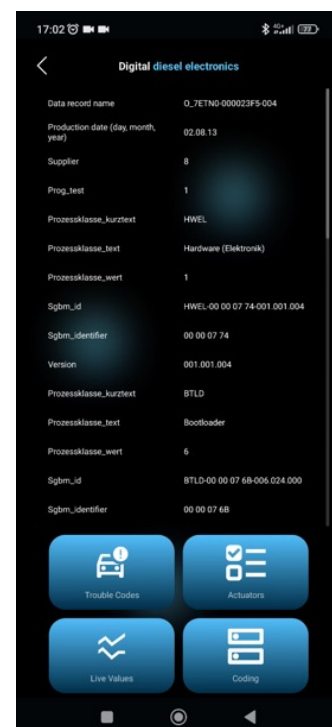 17:02
4G+
22
Digital diesel electronics
Data record name O_7ETN0-000023F5-004
Production date (day, month,
year) 02.08.13
Supplier 8
Prog_test 1
Prozessklasse_kurztext HWEL
Prozessklasse_text Hardware (Elektronik)
Prozessklasse_wert 1
Sgbm_id HWEL-00 00 07 74-001.001.004
Sgbm_identifier 00 00 07 74
Version 001.001.004
Prozessklasse_kurztext BTLD
Prozessklasse_text Bootloader
Prozessklasse_wert 6
Sgbm_id BTLD-00 00 07 6B-006.024.000
Sgbm_identifier 00 00 07 6B
Trouble Codes Actuators
Live Values Coding